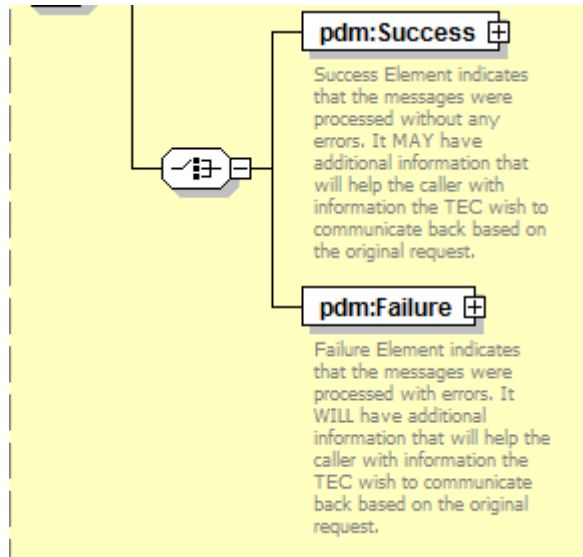 pdm:Success
Success Element indicates
that the messages were
processed without any
errors. It MAY have
additional information that
will help the caller with
information the TEC wish to
communicate back based on
the original request.
pdm:Failure
Failure Element indicates
that the messages were
processed with errors. It
WILL have additional
information that will help the
caller with information the
TEC wish to communicate
back based on the original
request.